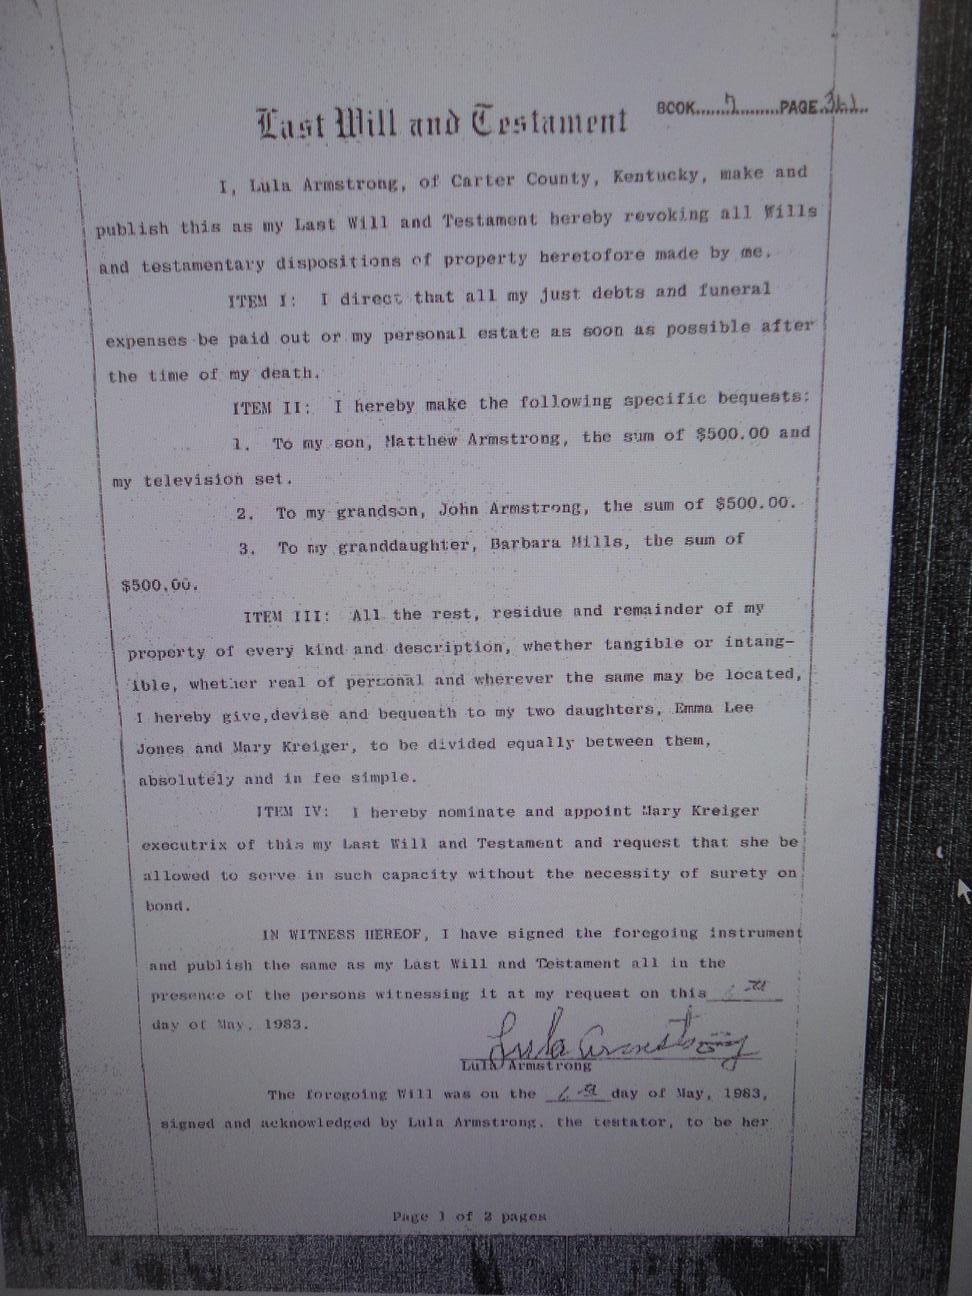 BOOK.....7........PAGE.361..
Last Will and Testament
I, Lula Armstrong, of Carter County, Kentucky, make and
publish this as my Last Will and Testament hereby revoking all Wills
and testamentary dispositions of property heretofore made by me.
ITEM I: I direct that all my just debts and funeral
expenses be paid out or my personal estate as soon as possible after
the time of my death.
ITEM II: I hereby make the following specific bequests:
1. To my son, Matthew Armstrong, the sum of $500.00 and
my television set.
2. To my grandson, John Armstrong, the sum of $500.00.
3. To my granddaughter, Barbara Mills, the sum of
$500.00.
ITEM III: All the rest, residue and remainder of my
property of every kind and description, whether tangible or intang-
ible, whether real of personal and wherever the same may be located,
I hereby give,devise and bequeath to my two daughters, Emma Lee
Jones and Mary Kreiger, to be divided equally between them,
absolutely and in fee simple.
ITEM IV: I hereby nominate and appoint Mary Kreiger
executrix of this my Last Will and Testament and request that she be
allowed to serve in such capacity without the necessity of surety on
bond.
IN WITNESS HEREOF, I have signed the foregoing instrument
and publish the same as my Last Will and Testament all in the
presence of the persons witnessing it at my request on this
day of May, 1983.
Lula Armstrong
Lula Armstrong
The foregoing Will was on the day of May, 1983,
signed and acknowledged by Lula Armstrong, the testator, to be her
Page 1 of 2 pages